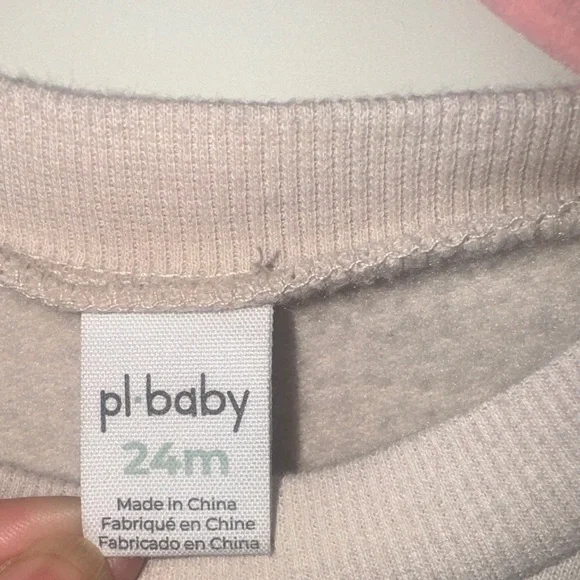 pl·baby
24m
Made in China
Fabriqué en Chine
Fabricado en China